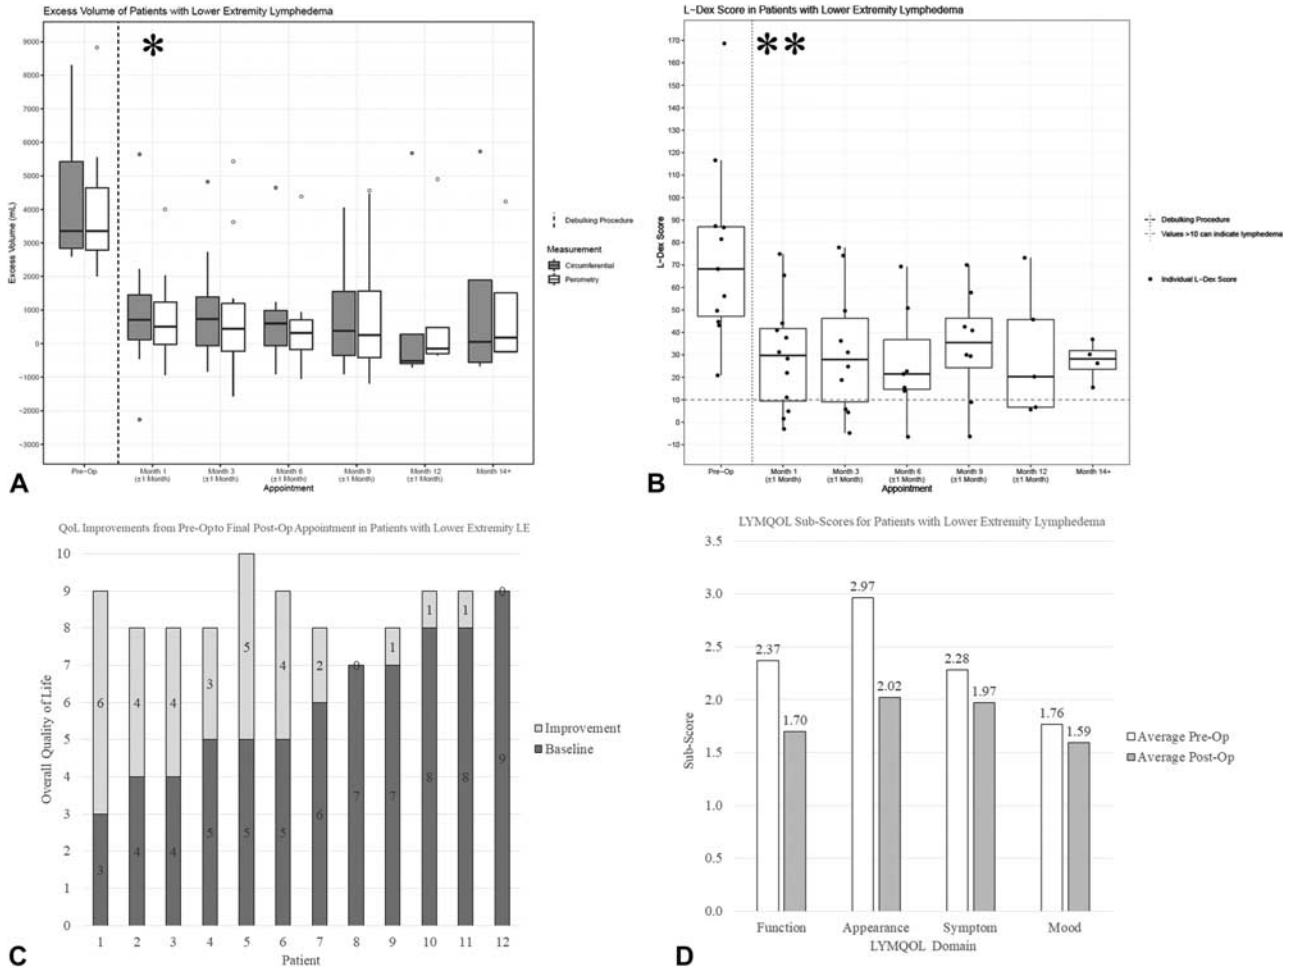 Excess Volume of Patients with Lower Extremity Lymphedema
*
Excess Volume (mL)
9000
8000
7000
6000
5000
4000
3000
2000
1000
0
−1000
−2000
−3000
Pre−Op
Month 1
(±1 Month)
Month 3
(±1 Month)
Month 6
(±1 Month)
Month 9
(±1 Month)
Month 12
(±1 Month)
Month 14+
Appointment
Debulking Procedure
Measurement
Circumferential
Perometry
A
L−Dex Score in Patients with Lower Extremity Lymphedema
**
L−Dex Score
170
160
150
140
130
120
110
100
90
80
70
60
50
40
30
20
10
0
−10
Pre−Op
Month 1
(±1 Month)
Month 3
(±1 Month)
Month 6
(±1 Month)
Month 9
(±1 Month)
Month 12
(±1 Month)
Month 14+
Appointment
Debulking Procedure
Values >10 can indicate lymphedema
Individual L−Dex Score
B
QoL Improvements from Pre-Opto Final Post-Op Appointment in Patients with Lower Extremity LE
Overall Quality of Life
10
9
8
7
6
5
4
3
2
1
0
6
4
4
3
5
4
2
0
1
1
1
0
3
4
4
5
5
5
6
7
7
8
8
9
1 2 3 4 5 6 7 8 9 10 11 12
Patient
Improvement
Baseline
C
LYMQOL Sub-Scores for Patients with Lower Extremity Lymphedema
Sub-Score
3.5
3.0
2.5
2.0
1.5
1.0
0.5
0.0
2.37
1.70
2.97
2.02
2.28
1.97
1.76
1.59
Function Appearance Symptom Mood
LYMQOL Domain
Average Pre-Op
Average Post-Op
D